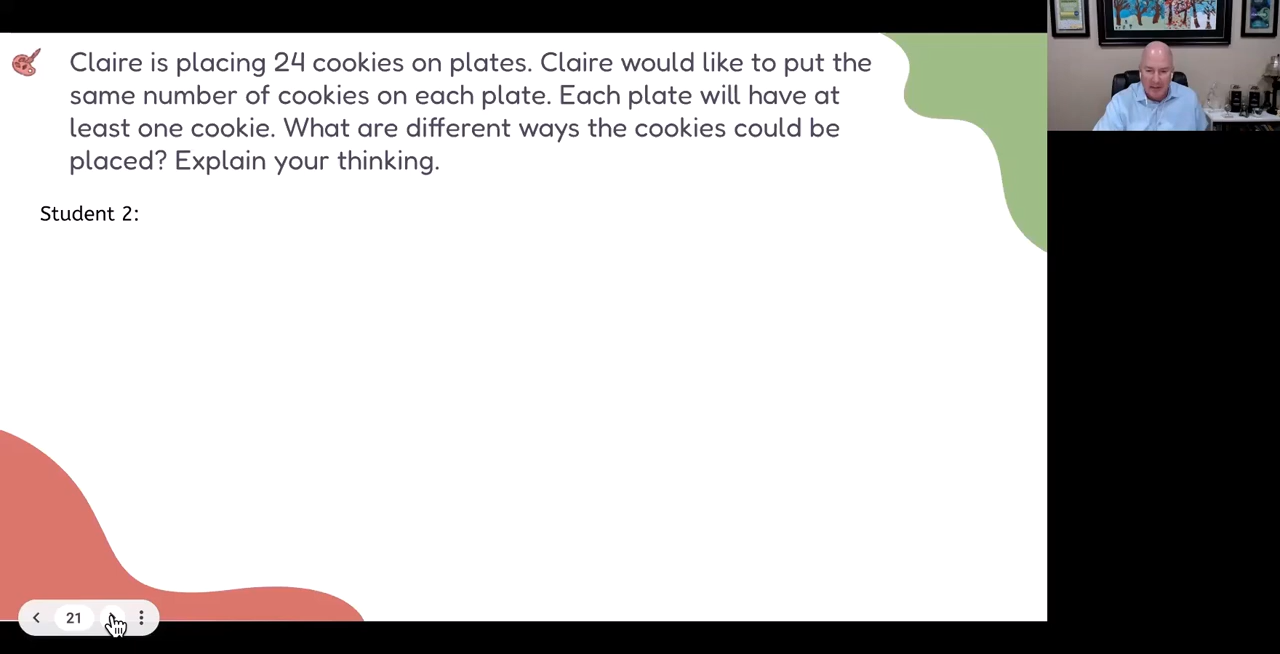 Claire is placing 24 cookies on plates. Claire would like to put the
same number of cookies on each plate. Each plate will have at
least one cookie. What are different ways the cookies could be
placed? Explain your thinking.
Student 2:
21